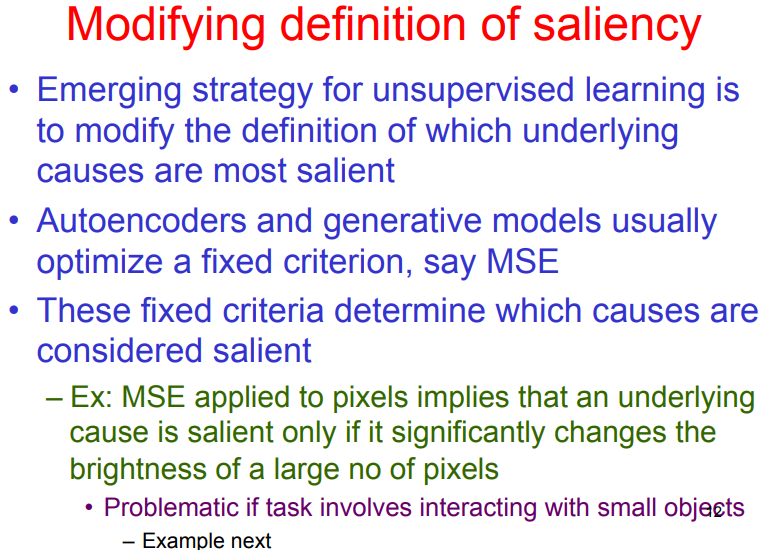 Modifying definition of saliency
• Emerging strategy for unsupervised learning is
to modify the definition of which underlying
causes are most salient
• Autoencoders and generative models usually
optimize a fixed criterion, say MSE
• These fixed criteria determine which causes are
considered salient
– Ex: MSE applied to pixels implies that an underlying
cause is salient only if it significantly changes the
brightness of a large no of pixels
• Problematic if task involves interacting with small objects
12
– Example next